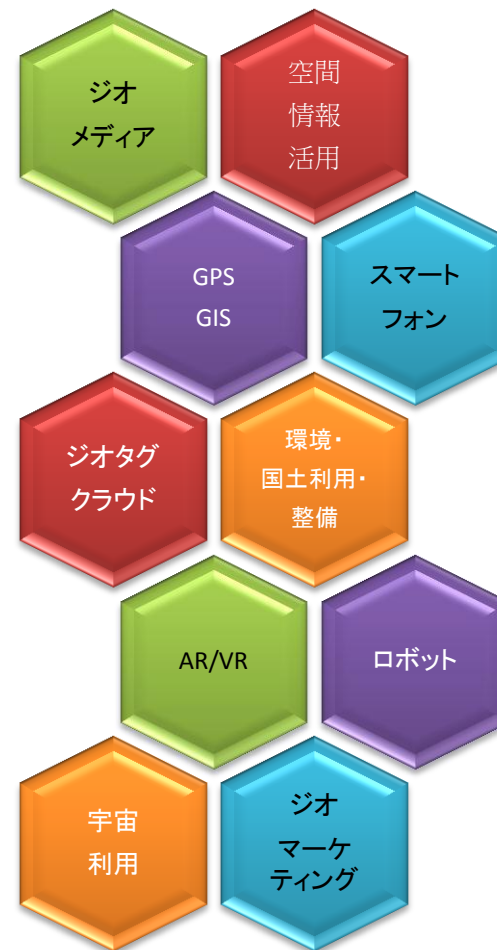 ジオ
メディア
空間
情報
活用
GPS
GIS
スマート
フォン
ジオタグ
クラウド
環境・
国土利用・
整備
AR/VR
ロボット
宇宙
利用
ジオ
マーケ
ティング